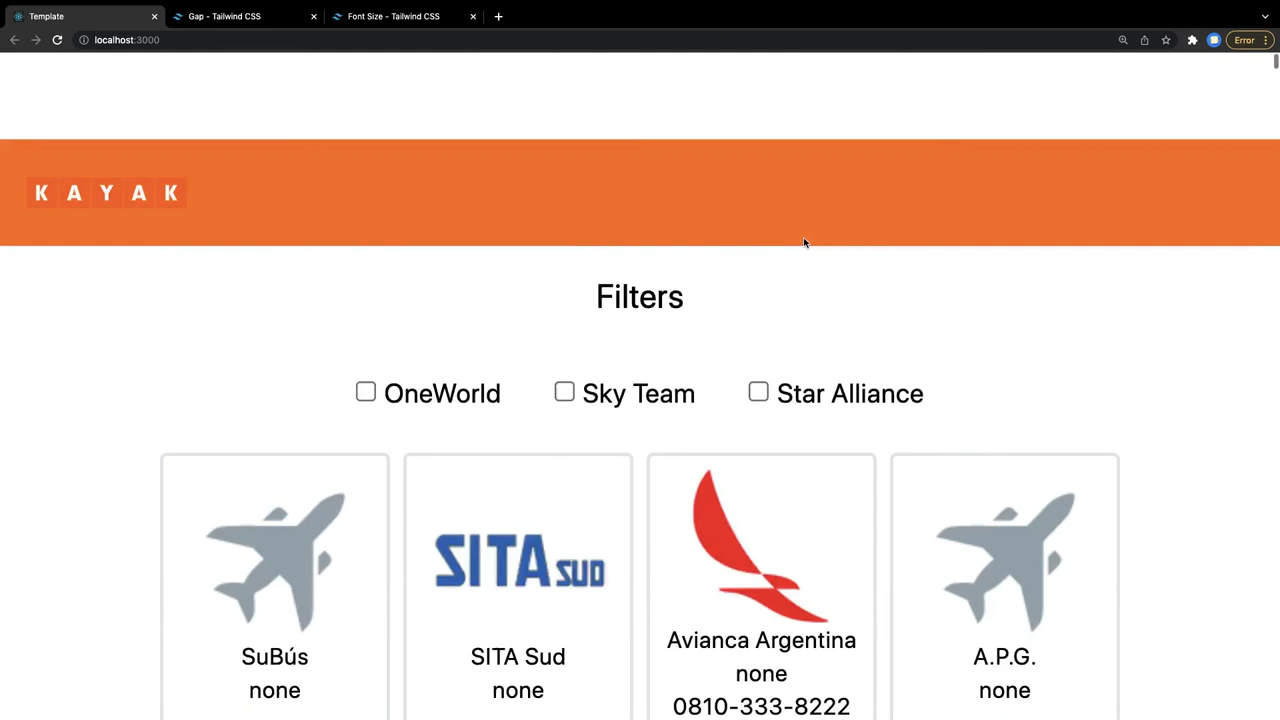 Template
Gap - Tailwind CSS
Font Size - Tailwind CSS
localhost:3000
Error
K A Y A K
Filters
OneWorld
Sky Team
Star Alliance
SITA SUD
SuBús
none
SITA Sud
none
Avianca Argentina
none
0810-333-8222
A.P.G.
none